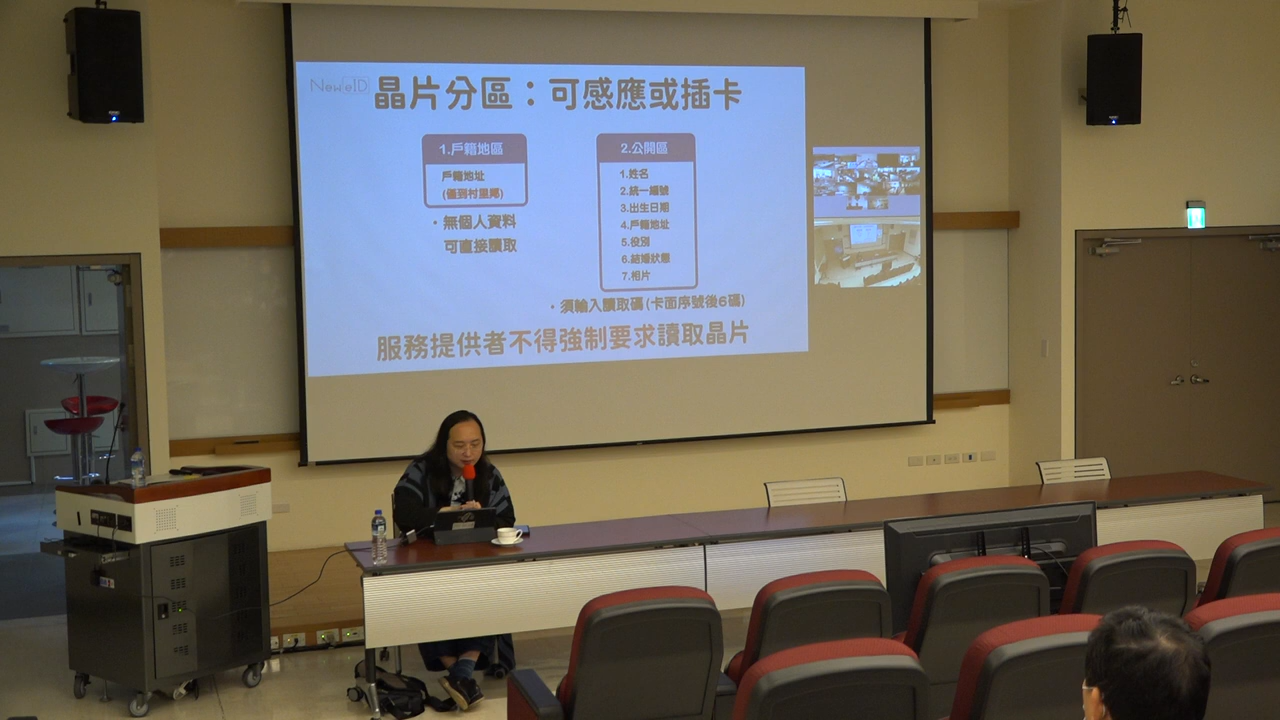 New eID
晶片分區：可感應或插卡
1.戶籍地區
戶籍地址
(僅到村里鄰)
・無個人資料
可直接讀取
2.公開區
1.姓名
2.統一編號
3.出生日期
4.戶籍地址
5.役別
6.結婚狀態
7.相片
・須輸入讀取碼(卡面序號後6碼)
服務提供者不得強制要求讀取晶片